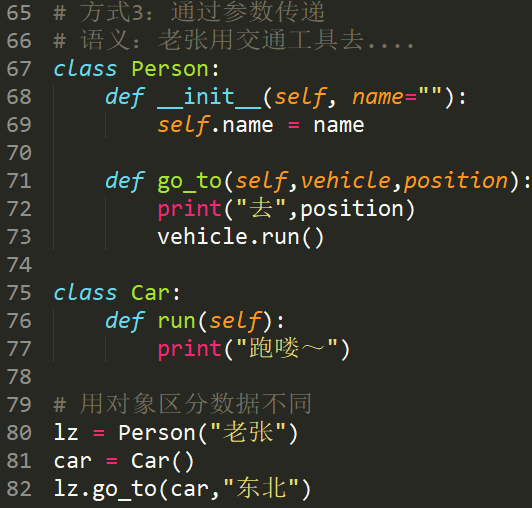 65 # 方式3：通过参数传递
66 # 语义：老张用交通工具去....
67 class Person:
68     def __init__(self, name=""):
69         self.name = name
70
71     def go_to(self,vehicle,position):
72         print("去",position)
73         vehicle.run()
74
75 class Car:
76     def run(self):
77         print("跑喽～")
78
79 # 用对象区分数据不同
80 lz = Person("老张")
81 car = Car()
82 lz.go_to(car,"东北")